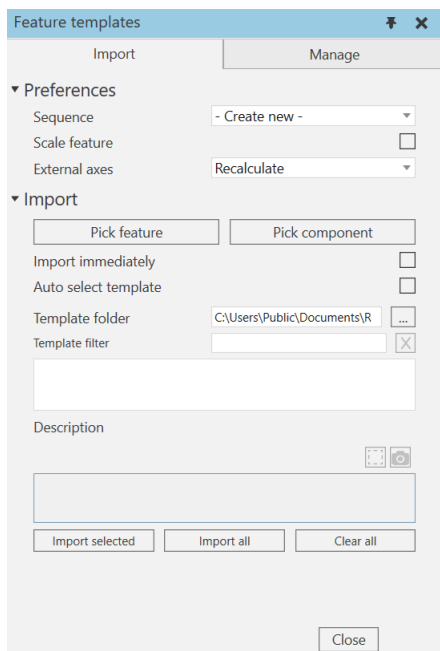 Feature templates
Import Manage
Preferences
Sequence - Create new -
Scale feature
External axes Recalculate
Import
Pick feature Pick component
Import immediately
Auto select template
Template folder C:\Users\Public\Documents\R ...
Template filter X
Description
Import selected Import all Clear all
Close